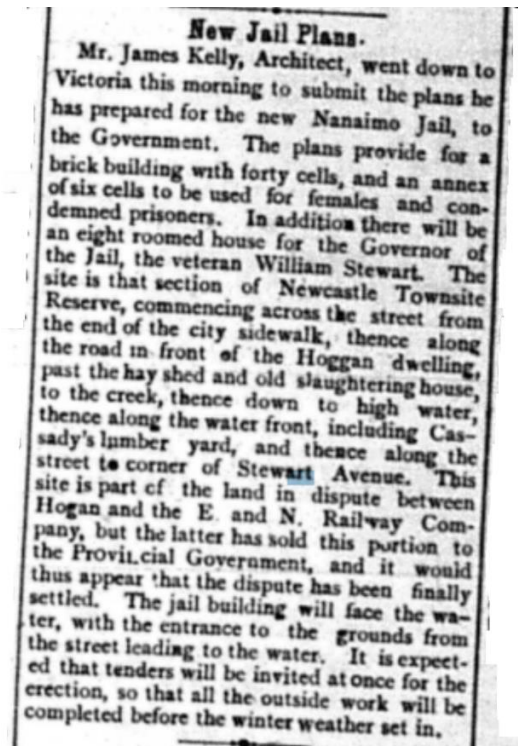 New Jail Plans.
Mr. James Kelly, Architect, went down to
Victoria this morning to submit the plans he
has prepared for the new Nanaimo Jail, to
the Government. The plans provide for a
brick building with forty cells, and an annex
of six cells to be used for females and con-
demned prisoners. In addition there will be
an eight roomed house for the Governor of
the Jail, the veteran William Stewart. The
site is that section of Newcastle Townsite
Reserve, commencing across the street from
the end of the city sidewalk, thence along
the road in front of the Hoggan dwelling,
past the hay shed and old slaughtering house,
to the creek, thence down to high water,
thence along the water front, including Cas-
sady's lumber yard, and thence along the
street to corner of Stewart Avenue. This
site is part of the land in dispute between
Hogan and the E. and N. Railway Com-
pany, but the latter has sold this portion to
the Provincial Government, and it would
thus appear that the dispute has been finally
settled. The jail building will face the wa-
ter, with the entrance to the grounds from
the street leading to the water. It is expect-
ed that tenders will be invited at once for the
erection, so that all the outside work will be
completed before the winter weather set in.